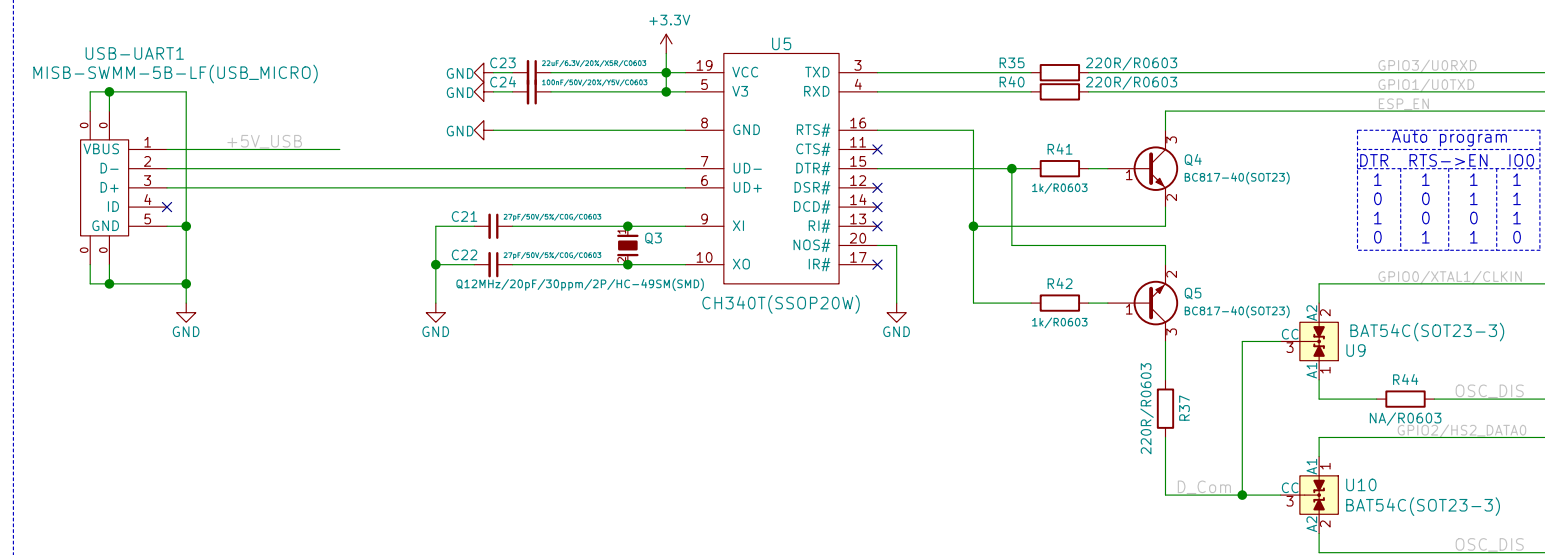 USB-UART1
MISB-SWMM-5B-LF(USB_MICRO)
0 0
VBUS 1
+5V_USB
D- 2
D+ 3
ID 4
GND 5
0 0
GND
+3.3V
GND C23 22uF/6.3V/20%/X5R/C0603
GND C24 100nF/50V/20%/Y5V/C0603
GND
C21 27pF/50V/5%/C0G/C0603
C22 27pF/50V/5%/C0G/C0603
1
Q3
2
Q12MHz/20pF/30ppm/2P/HC-49SM(SMD)
GND
U5
19 VCC TXD 3
5 V3 RXD 4
8 GND RTS# 16
CTS# 11
7 UD- DTR# 15
6 UD+ DSR# 12
DCD# 14
9 XI RI# 13
NOS# 20
10 XO IR# 17
CH340T(SSOP20W)
GND
R35 220R/R0603
R40 220R/R0603
GPIO3/U0RXD
GPIO1/U0TXD
ESP_EN
R41
1k/R0603
3
1
2
Q4
BC817-40(SOT23)
Auto program
DTR RTS->EN IO0
1 1 1 1
0 0 1 1
1 0 0 1
0 1 1 0
R42
1k/R0603
2
1
3
Q5
BC817-40(SOT23)
220R/R0603
R37
D_Com
GPIO0/XTAL1/CLKIN
A2 2
CC
3
A1 1
BAT54C(SOT23-3)
U9
R44
NA/R0603
OSC_DIS
GPIO2/HS2_DATA0
A1 1
CC
3
A2 2
U10
BAT54C(SOT23-3)
OSC_DIS